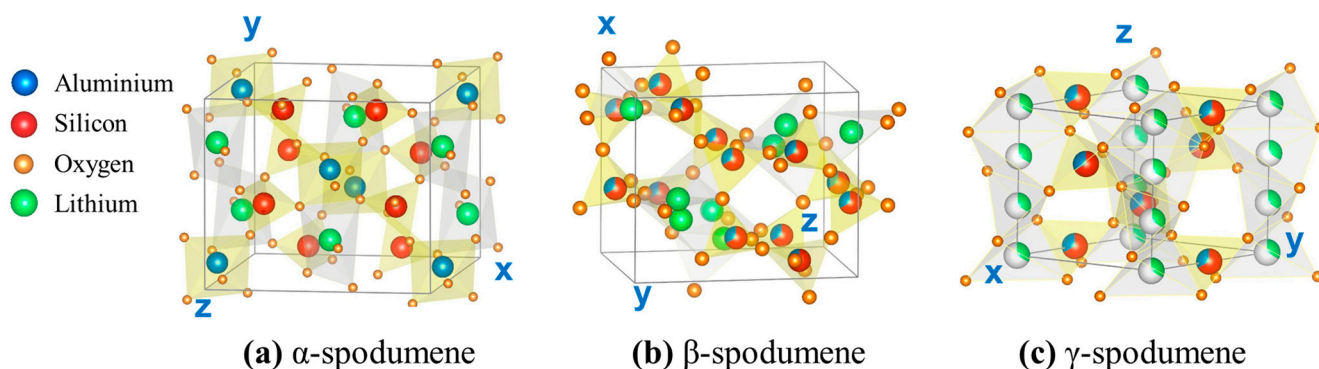 Aluminium
Silicon
Oxygen
Lithium
y
x
z
(a) α-spodumene
x
z
y
(b) β-spodumene
z
x
y
(c) γ-spodumene